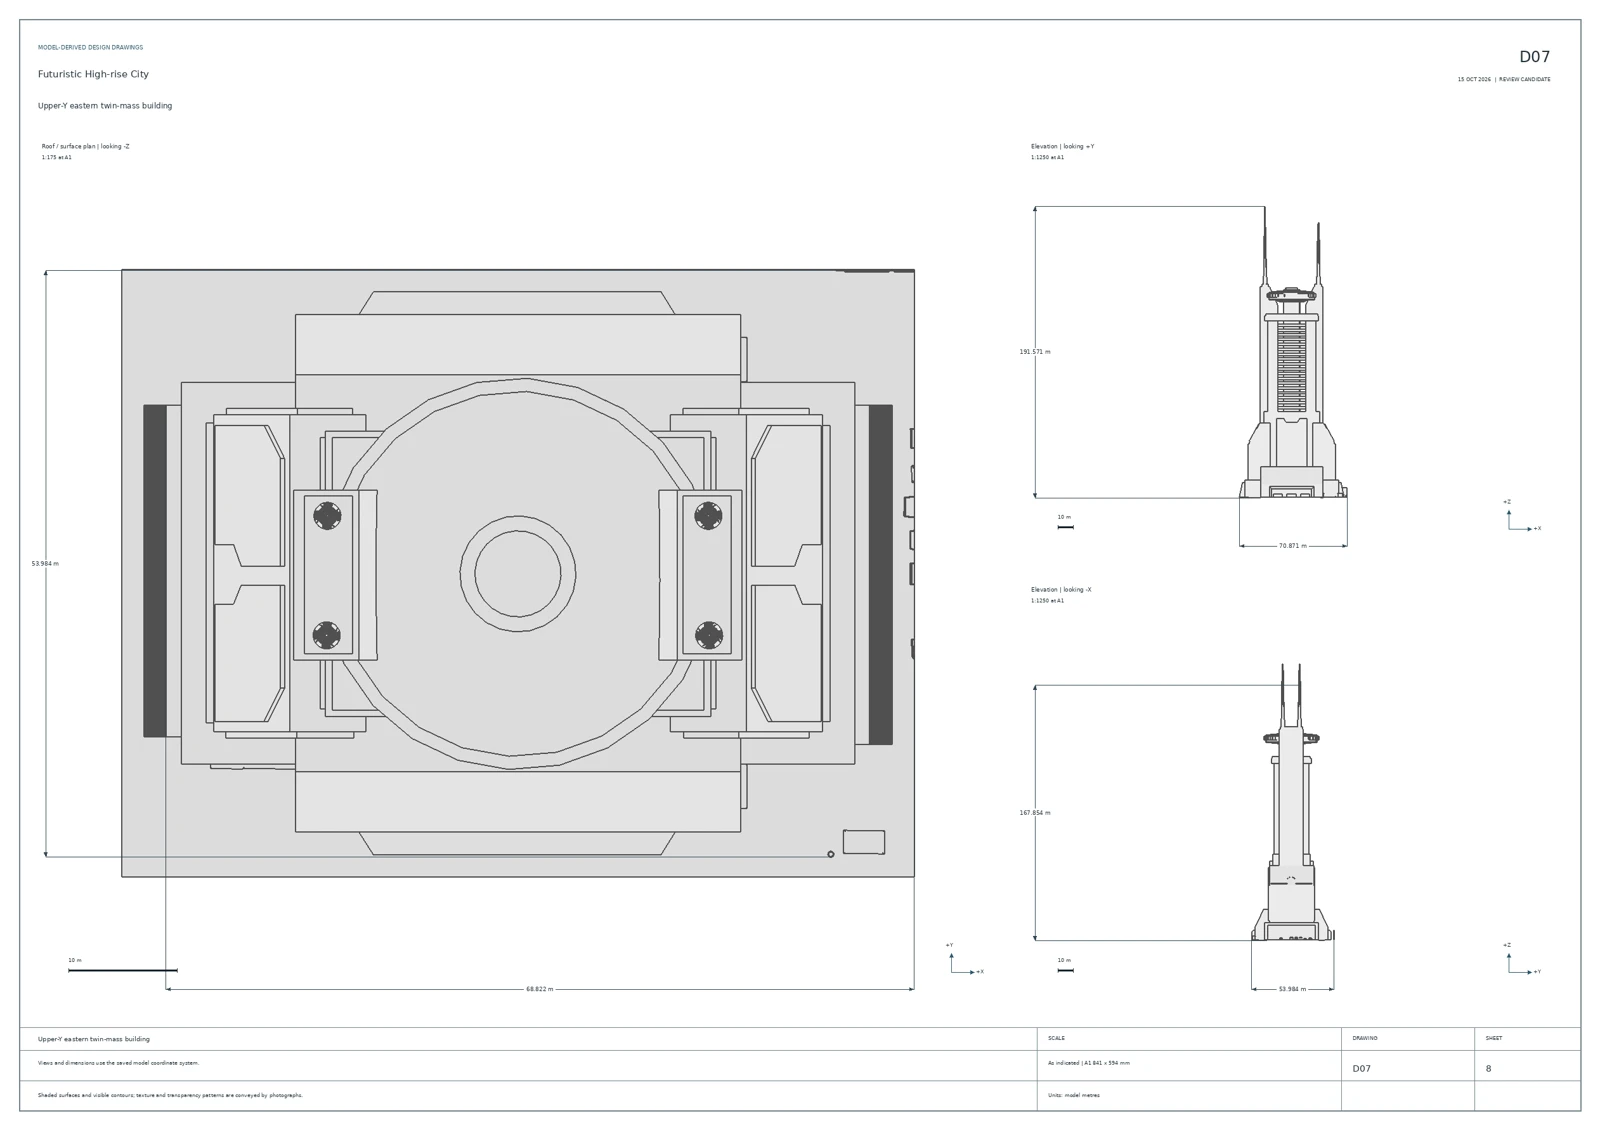 MODEL-DERIVED DESIGN DRAWINGS
Futuristic High-rise City
Upper-Y eastern twin-mass building
D07
15 OCT 2026 | REVIEW CANDIDATE
Roof / surface plan | looking -Z
1:175 at A1
53.984 m
10 m
68.822 m
+Y
+X
Elevation | looking +Y
1:1250 at A1
191.571 m
10 m
70.871 m
+Z
+X
Elevation | looking -X
1:1250 at A1
167.854 m
10 m
53.984 m
+Z
+Y
Upper-Y eastern twin-mass building
Views and dimensions use the saved model coordinate system.
Shaded surfaces and visible contours; texture and transparency patterns are conveyed by photographs.
SCALE
As indicated | A1 841 x 594 mm
Units: model metres
DRAWING
D07
SHEET
8